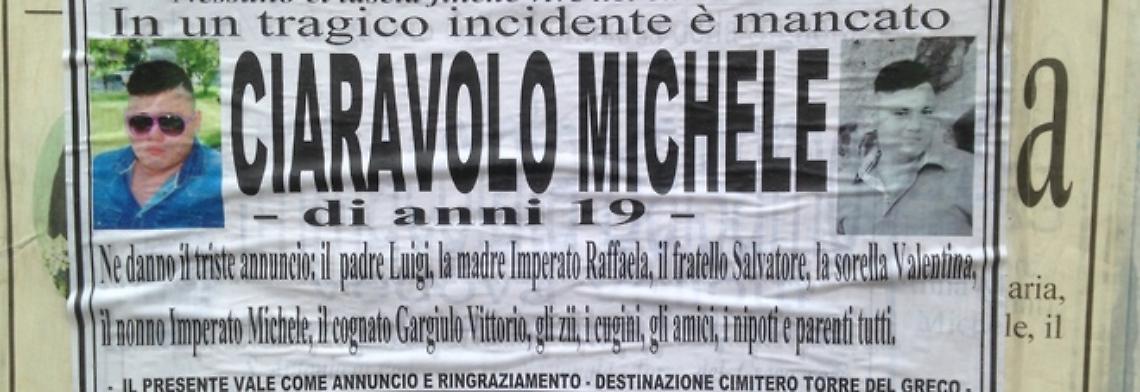 In un tragico incidente è mancato
CIARAVOLO MICHELE
- di anni 19 -
Ne danno il triste annuncio: il padre Luigi, la madre Imperato Raffaela, il fratello Salvatore, la sorella Valentina,
il nonno Imperato Michele, il cognato Gargiulo Vittorio, gli zii, i cugini, gli amici, i nipoti e parenti tutti.
- IL PRESENTE VALE COME ANNUNCIO E RINGRAZIAMENTO - DESTINAZIONE CIMITERO TORRE DEL GRECO -
a
aria,
le, il